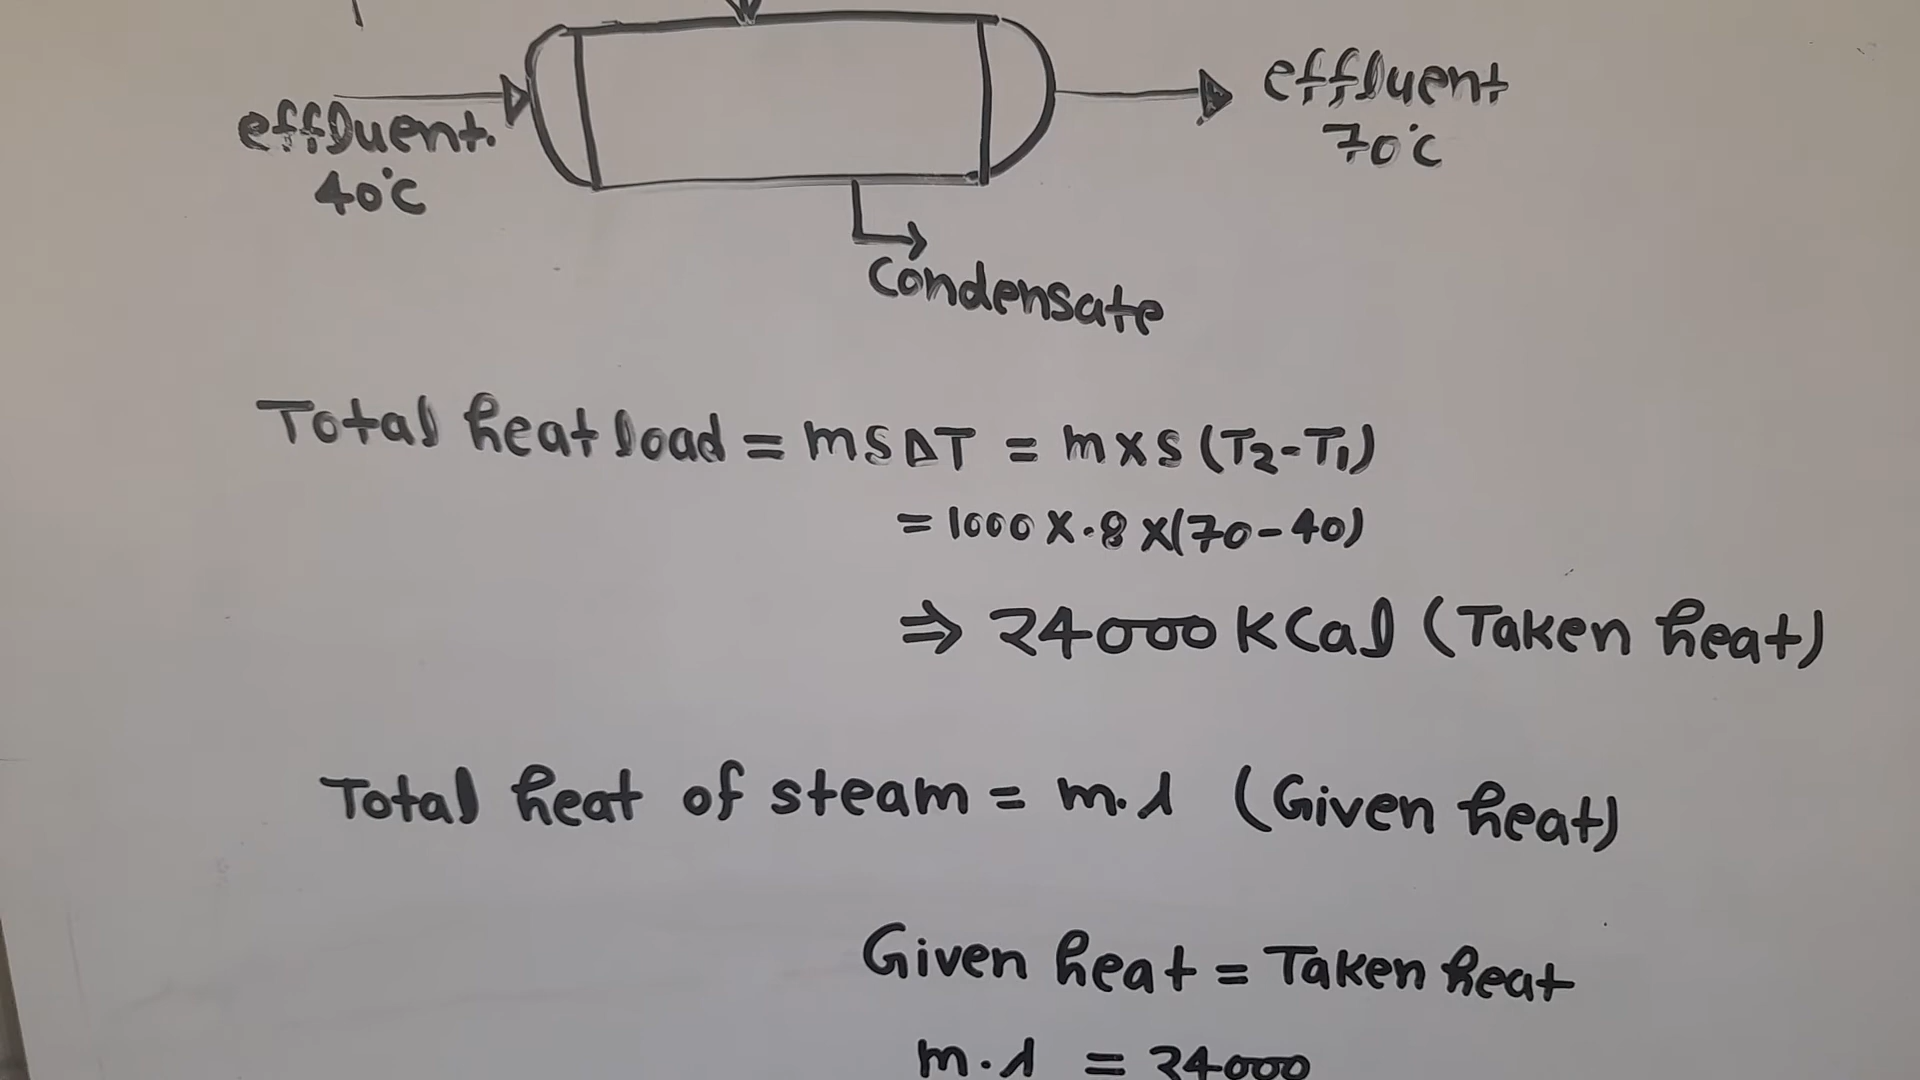 effluent.
40°C
effluent
70°C
Condensate
Total heat load = mSΔT = m×s (T₂-T₁)
= 1000 × .8 ×(70-40)
⇒ 24000 KCal (Taken heat)
Total heat of steam = m.λ (Given heat)
Given heat = Taken heat
m.λ = 24000